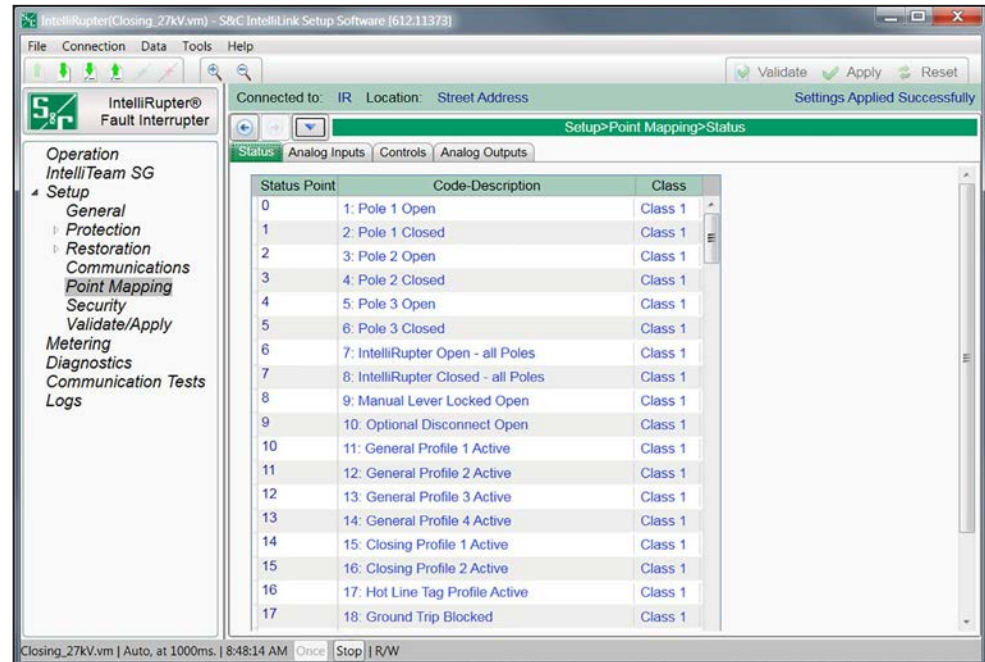 IntelliRupter(Closing_27kV.vm) - S&C IntelliLink Setup Software [612.11373]
File Connection Data Tools Help
Validate Apply Reset
S&C
IntelliRupter®
Fault Interrupter
Connected to: IR Location: Street Address Settings Applied Successfully
Setup>Point Mapping>Status
Status Analog Inputs Controls Analog Outputs
Operation
IntelliTeam SG
Setup
General
Protection
Restoration
Communications
Point Mapping
Security
Validate/Apply
Metering
Diagnostics
Communication Tests
Logs
Status Point Code-Description Class
0 1: Pole 1 Open Class 1
1 2: Pole 1 Closed Class 1
2 3: Pole 2 Open Class 1
3 4: Pole 2 Closed Class 1
4 5: Pole 3 Open Class 1
5 6: Pole 3 Closed Class 1
6 7: IntelliRupter Open - all Poles Class 1
7 8: IntelliRupter Closed - all Poles Class 1
8 9: Manual Lever Locked Open Class 1
9 10: Optional Disconnect Open Class 1
10 11: General Profile 1 Active Class 1
11 12: General Profile 2 Active Class 1
12 13: General Profile 3 Active Class 1
13 14: General Profile 4 Active Class 1
14 15: Closing Profile 1 Active Class 1
15 16: Closing Profile 2 Active Class 1
16 17: Hot Line Tag Profile Active Class 1
17 18: Ground Trip Blocked Class 1
Closing_27kV.vm | Auto, at 1000ms. | 8:48:14 AM Once Stop | R/W